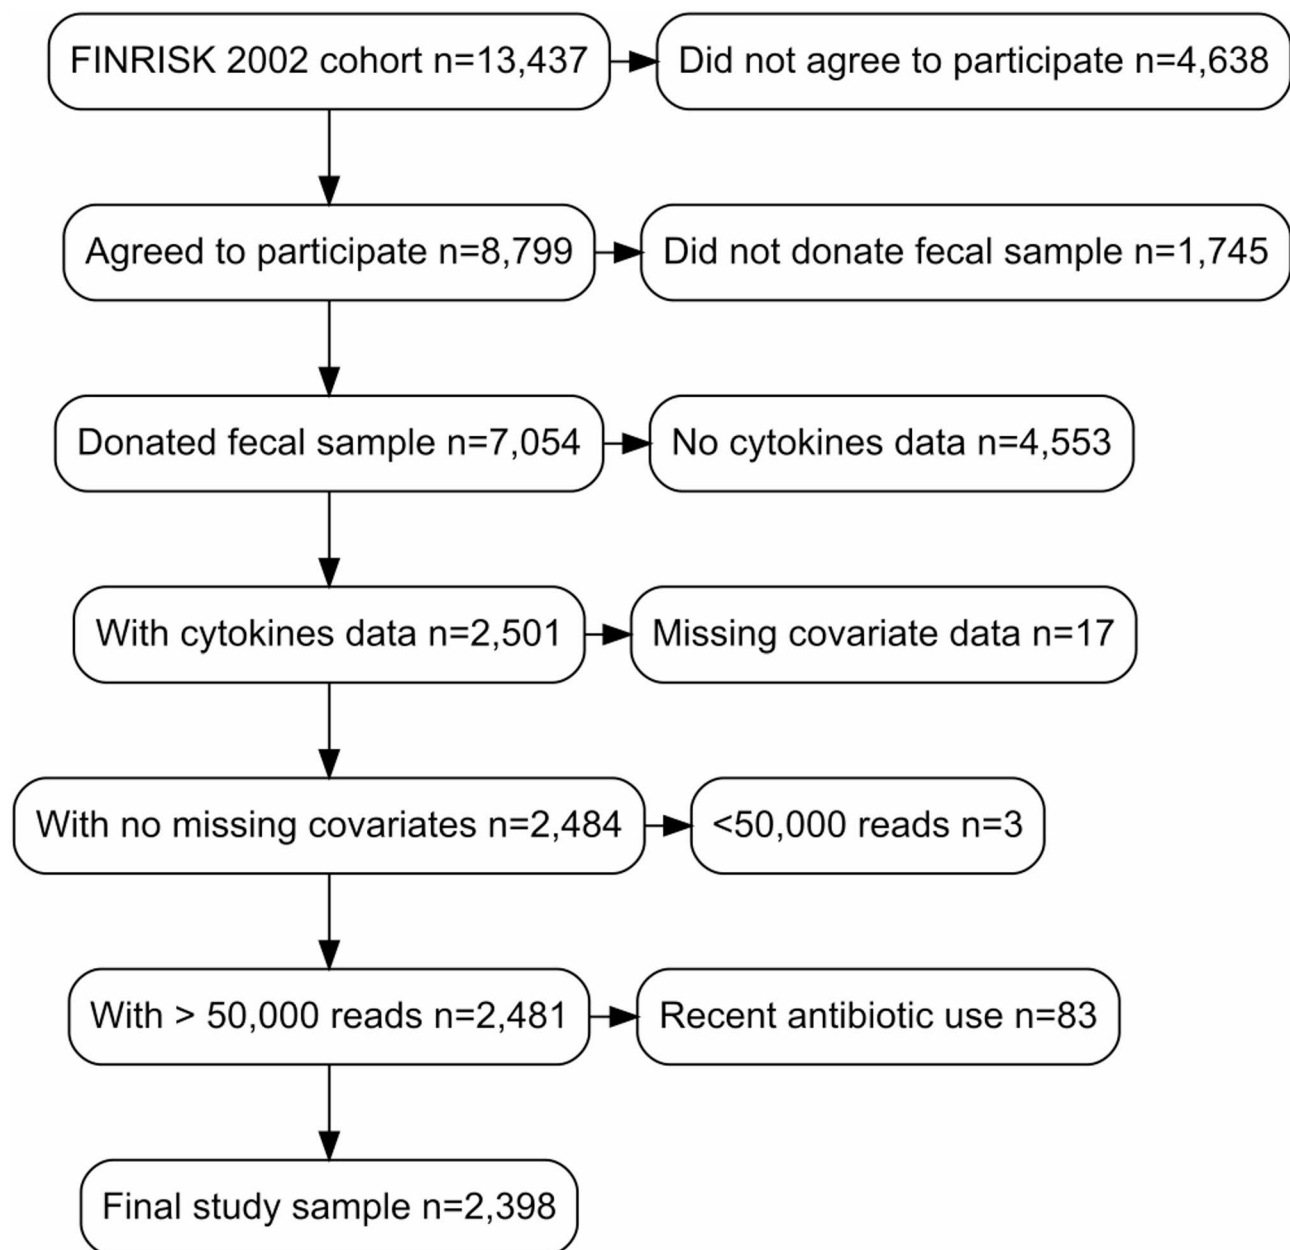 FINRISK 2002 cohort n=13,437
Did not agree to participate n=4,638
Agreed to participate n=8,799
Did not donate fecal sample n=1,745
Donated fecal sample n=7,054
No cytokines data n=4,553
With cytokines data n=2,501
Missing covariate data n=17
With no missing covariates n=2,484
<50,000 reads n=3
With > 50,000 reads n=2,481
Recent antibiotic use n=83
Final study sample n=2,398